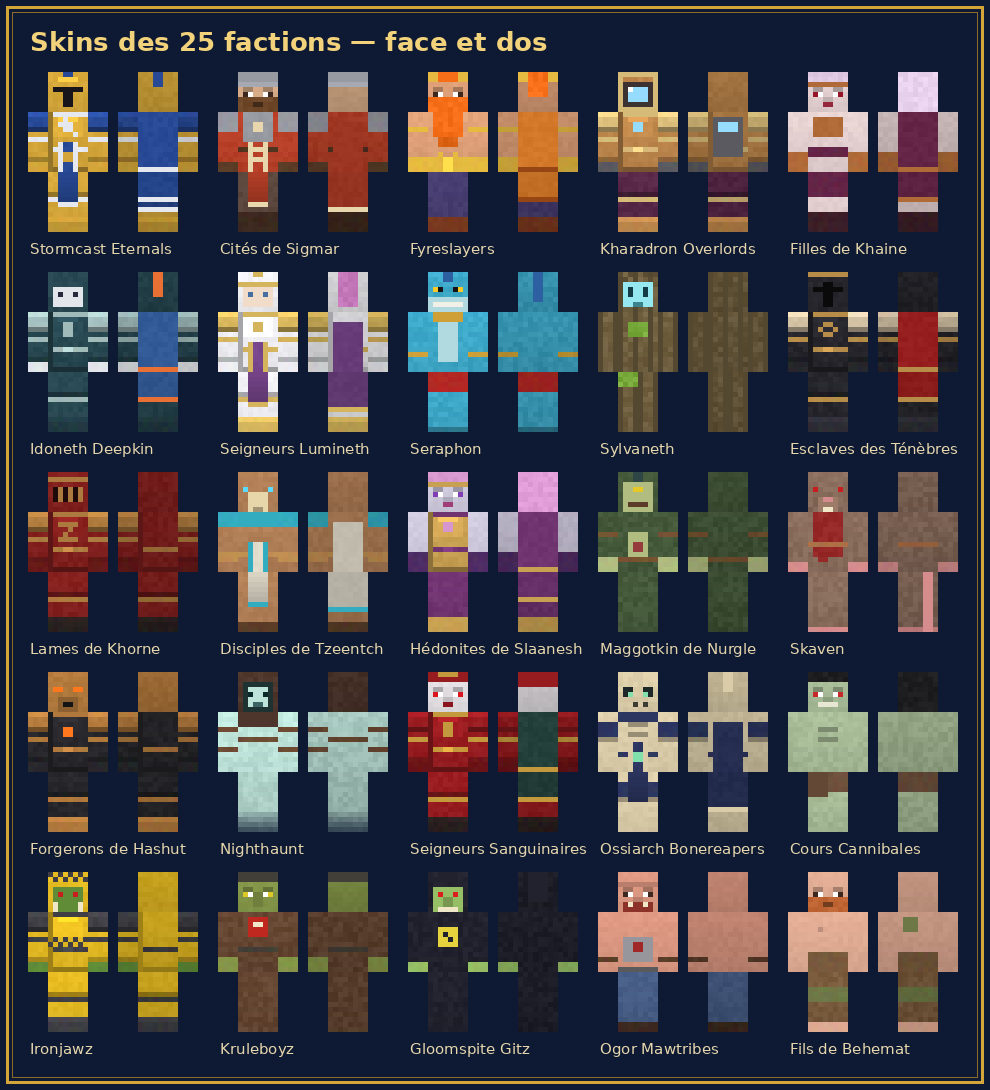 Skins des 25 factions — face et dos
Stormcast Eternals
Cités de Sigmar
Fyreslayers
Kharadron Overlords
Filles de Khaine
Idoneth Deepkin
Seigneurs Lumineth
Seraphon
Sylvaneth
Esclaves des Ténèbres
Lames de Khorne
Disciples de Tzeentch
Hédonites de Slaanesh
Maggotkin de Nurgle
Skaven
Forgerons de Hashut
Nighthaunt
Seigneurs Sanguinaires
Ossiarch Bonereapers
Cours Cannibales
Ironjawz
Kruleboyz
Gloomspite Gitz
Ogor Mawtribes
Fils de Behemat